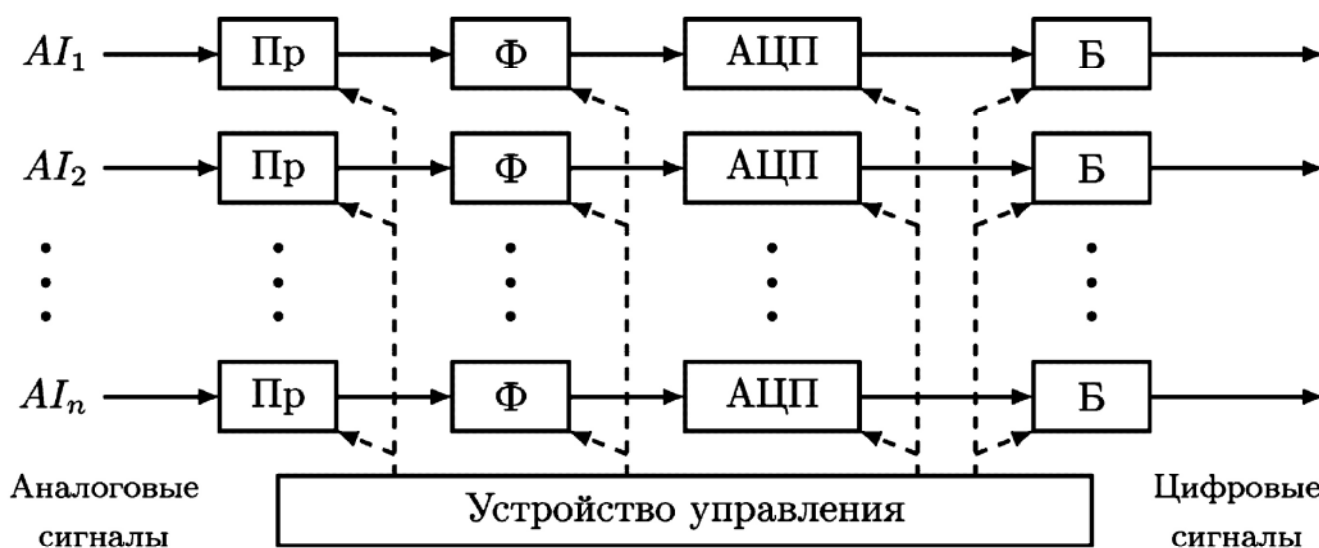 AI₁ Пр Ф АЦП Б
AI₂ Пр Ф АЦП Б
AIₙ Пр Ф АЦП Б
Аналоговые
сигналы
Устройство управления
Цифровые
сигналы